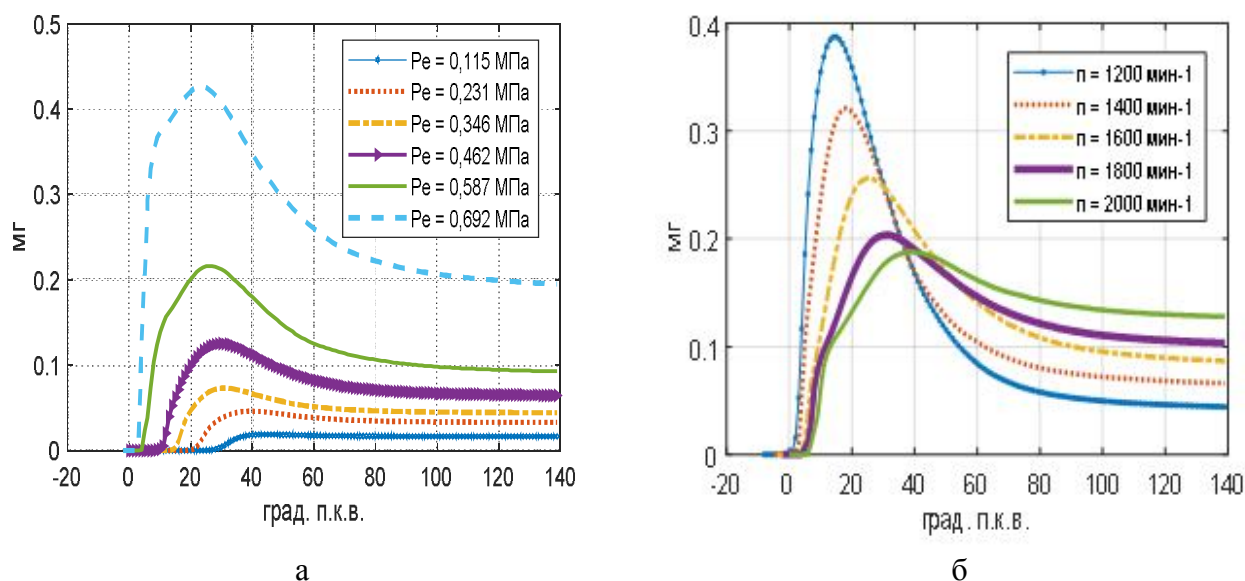 0.5
0.4
0.3
0.2
0.1
0
мг
-20
0
20
40
60
80
100
120
140
град. п.к.в.
Pe = 0,115 МПа
Pe = 0,231 МПа
Pe = 0,346 МПа
Pe = 0,462 МПа
Pe = 0,587 МПа
Pe = 0,692 МПа
а
0.4
0.3
0.2
0.1
0
мг
-20
0
20
40
60
80
100
120
140
град. п.к.в.
n = 1200 мин-1
n = 1400 мин-1
n = 1600 мин-1
n = 1800 мин-1
n = 2000 мин-1
б